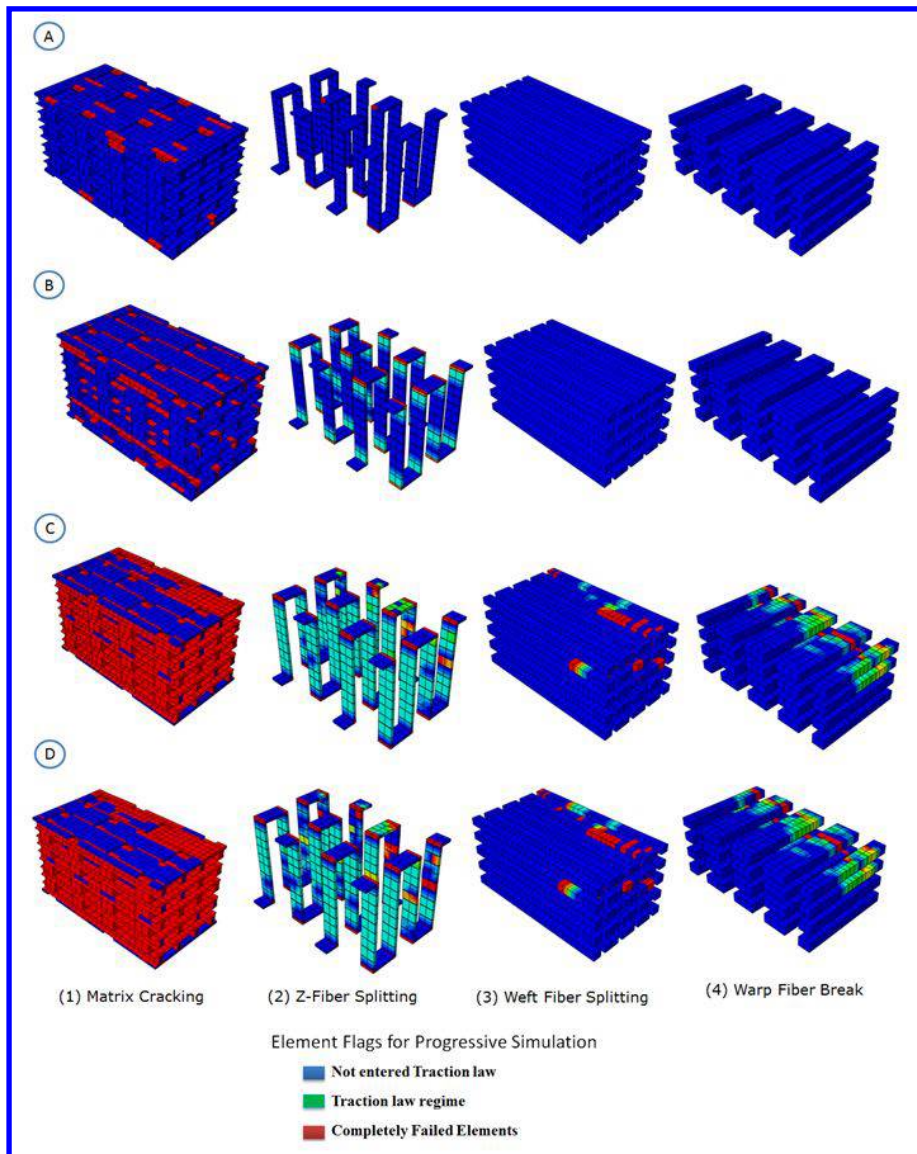 A
B
C
D
(1) Matrix Cracking
(2) Z-Fiber Splitting
(3) Weft Fiber Splitting
(4) Warp Fiber Break
Element Flags for Progressive Simulation
Not entered Traction law
Traction law regime
Completely Failed Elements